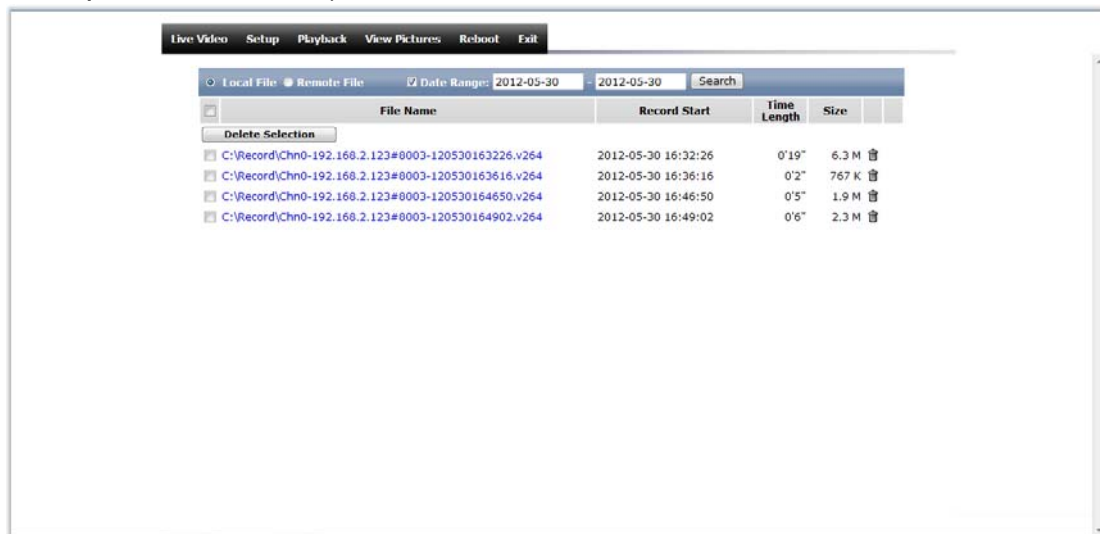 Live Video Setup Playback View Pictures Reboot Exit
Local File Remote File Date Range: 2012-05-30 - 2012-05-30 Search
File Name Record Start Time Length Size
Delete Selection
C:\Record\Chn0-192.168.2.123#8003-120530163226.v264 2012-05-30 16:32:26 0'19" 6.3 M
C:\Record\Chn0-192.168.2.123#8003-120530163616.v264 2012-05-30 16:36:16 0'2" 767 K
C:\Record\Chn0-192.168.2.123#8003-120530164650.v264 2012-05-30 16:46:50 0'5" 1.9 M
C:\Record\Chn0-192.168.2.123#8003-120530164902.v264 2012-05-30 16:49:02 0'6" 2.3 M